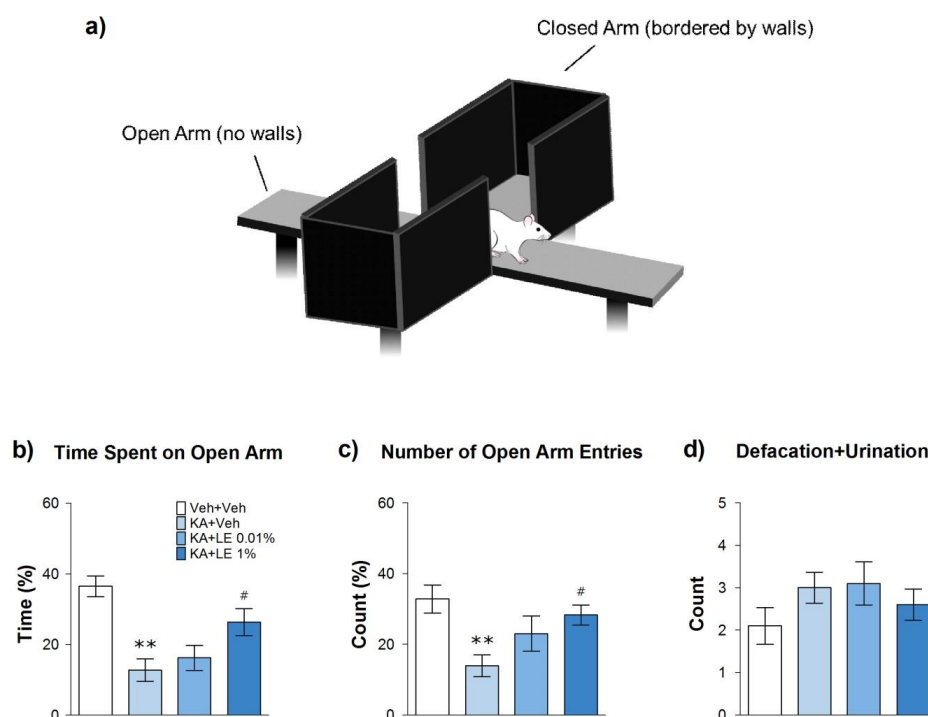 a)
Closed Arm (bordered by walls)
Open Arm (no walls)
b) Time Spent on Open Arm
Time (%)
60
40
20
0
Veh+Veh
KA+Veh
KA+LE 0.01%
KA+LE 1%
**
#
c) Number of Open Arm Entries
Count (%)
60
40
20
0
**
#
d) Defacation+Urination
Count
5
4
3
2
1
0